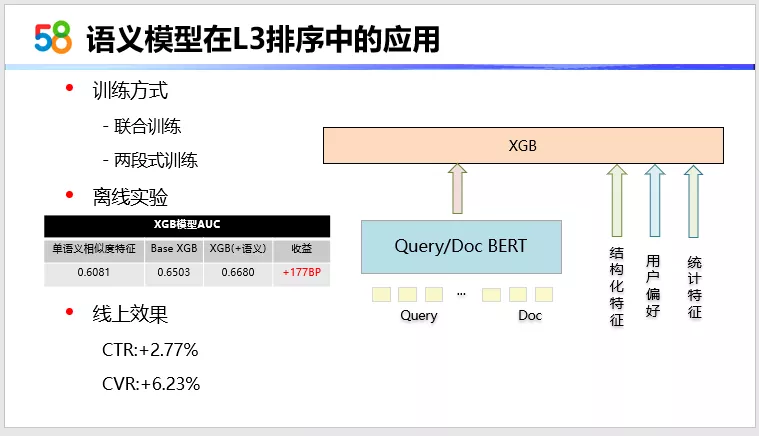 58 语义模型在L3排序中的应用
训练方式
- 联合训练
- 两段式训练
离线实验
XGB模型AUC
单语义相似度特征 Base XGB XGB(+语义) 收益
0.6081 0.6503 0.6680 +177BP
线上效果
CTR:+2.77%
CVR:+6.23%
XGB
Query/Doc BERT
...
Query Doc
结构化特征
用户偏好
统计特征